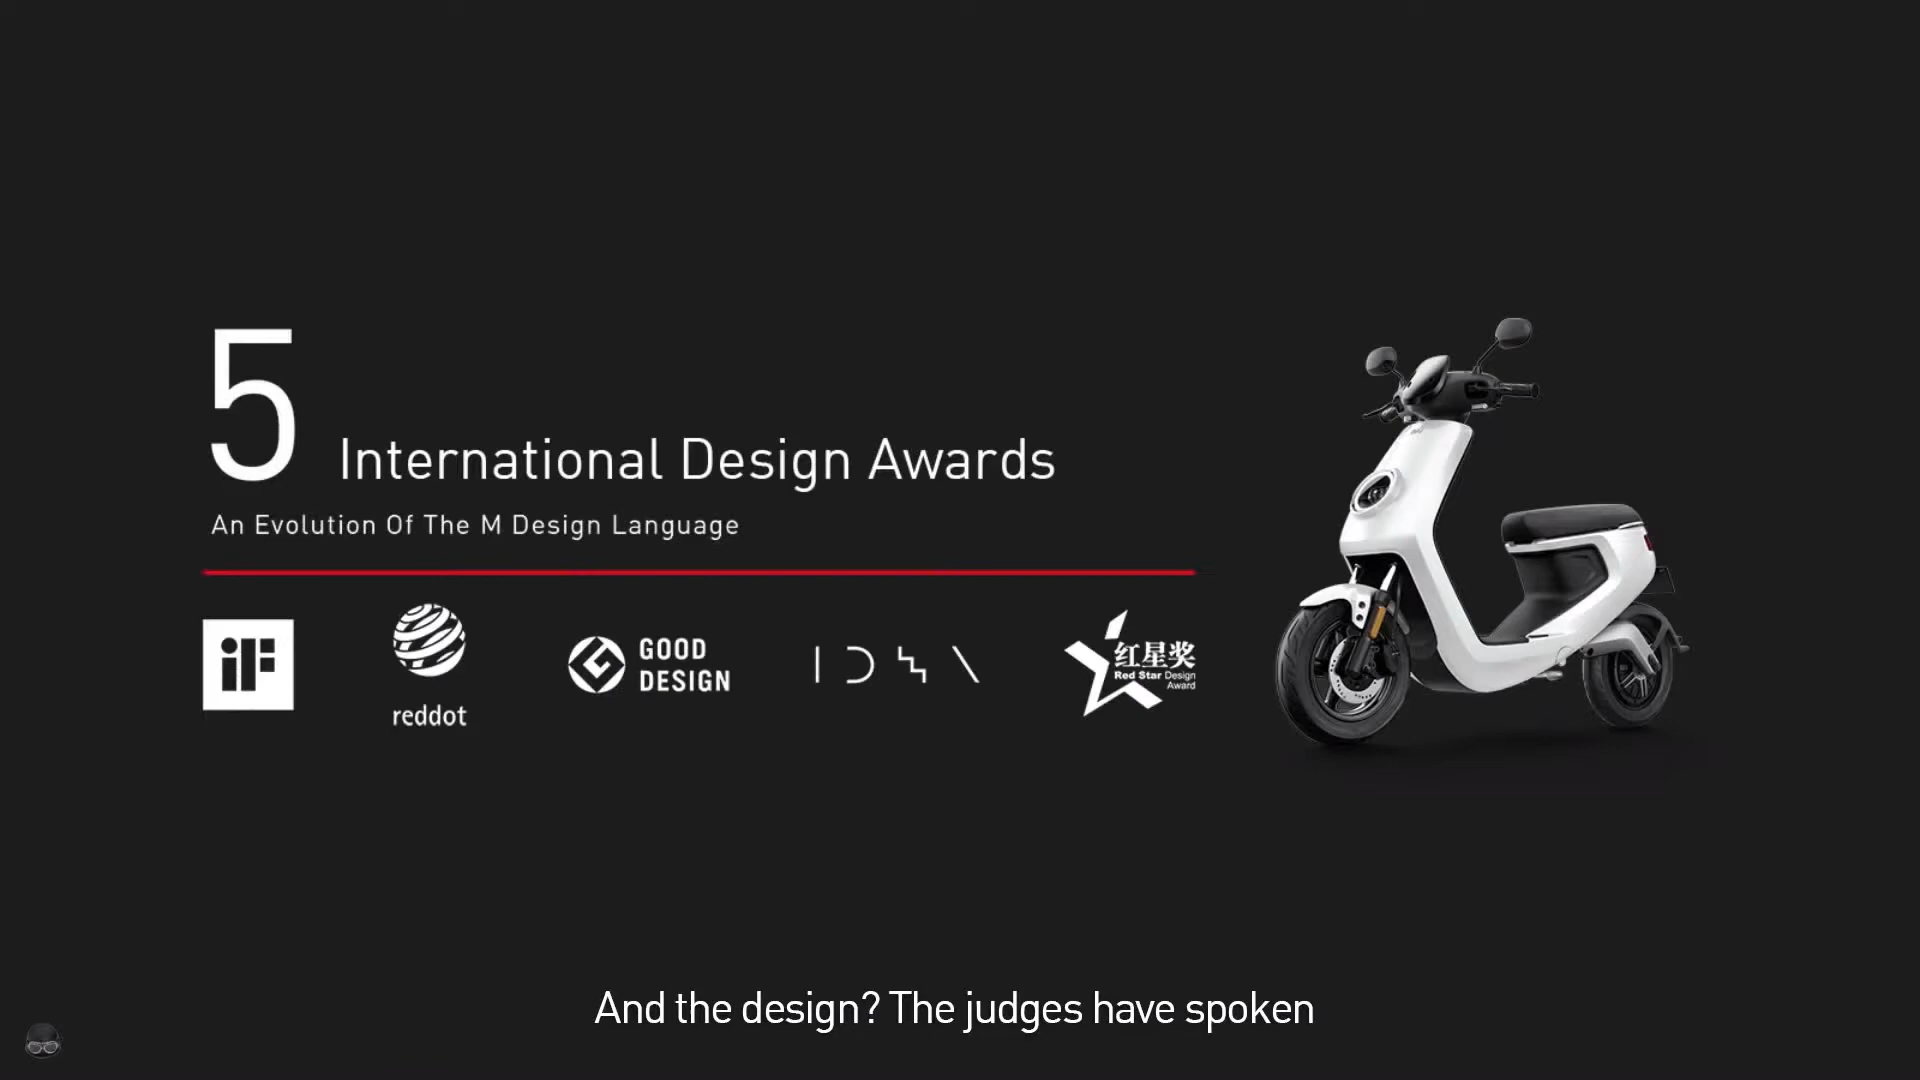 5 International Design Awards
An Evolution Of The M Design Language
iF
reddot
GOOD
DESIGN
IDSA
红星奖
Red Star Design
Award
And the design? The judges have spoken